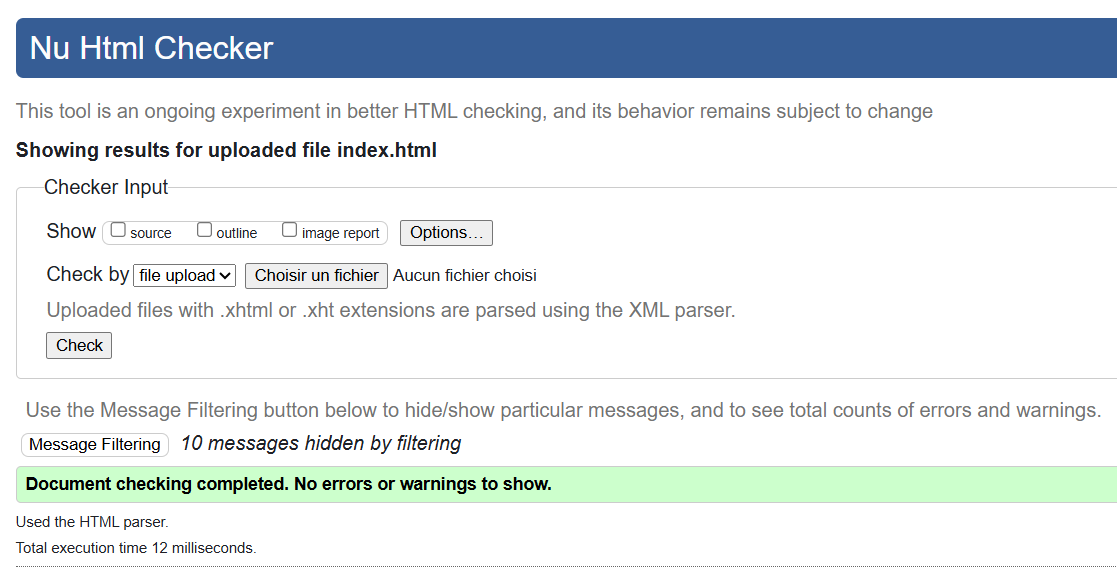 Nu Html Checker
This tool is an ongoing experiment in better HTML checking, and its behavior remains subject to change
Showing results for uploaded file index.html
Checker Input
Show source outline image report Options...
Check by file upload Choisir un fichier Aucun fichier choisi
Uploaded files with .xhtml or .xht extensions are parsed using the XML parser.
Check
Use the Message Filtering button below to hide/show particular messages, and to see total counts of errors and warnings.
Message Filtering 10 messages hidden by filtering
Document checking completed. No errors or warnings to show.
Used the HTML parser.
Total execution time 12 milliseconds.